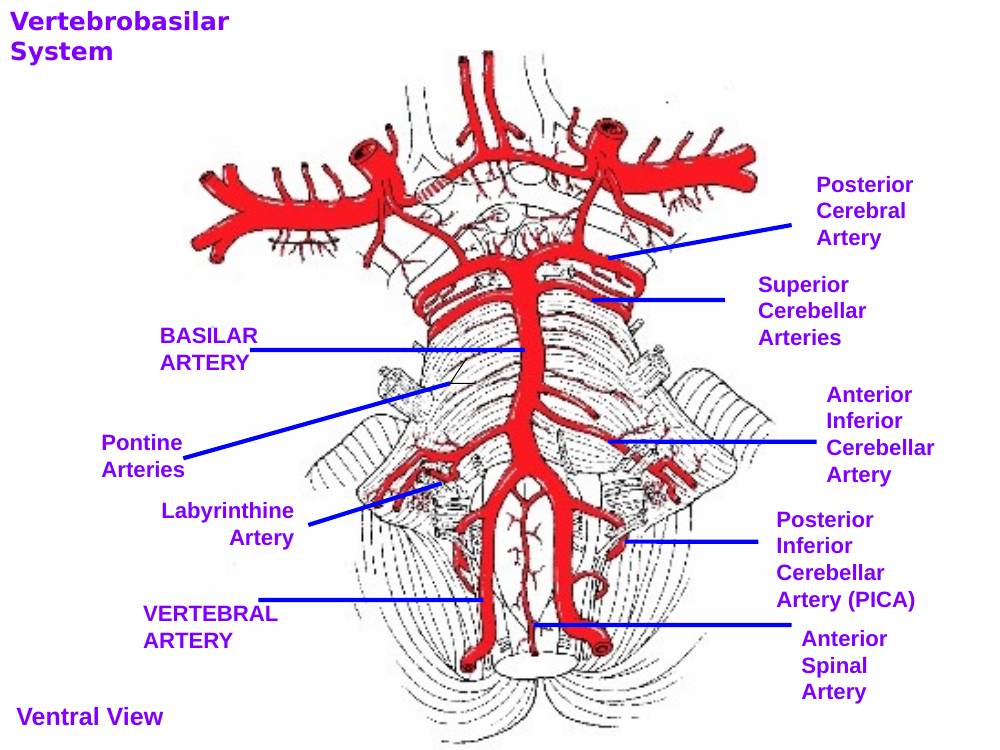 Vertebrobasilar
System
Posterior
Cerebral
Artery
Superior
Cerebellar
Arteries
BASILAR
ARTERY
Anterior
Inferior
Cerebellar
Artery
Pontine
Arteries
Labyrinthine
Artery
Posterior
Inferior
Cerebellar
Artery (PICA)
VERTEBRAL
ARTERY
Anterior
Spinal
Artery
Ventral View